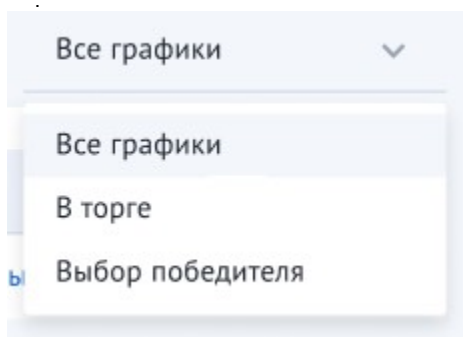 Все графики
Все графики
В торге
ы
Выбор победителя